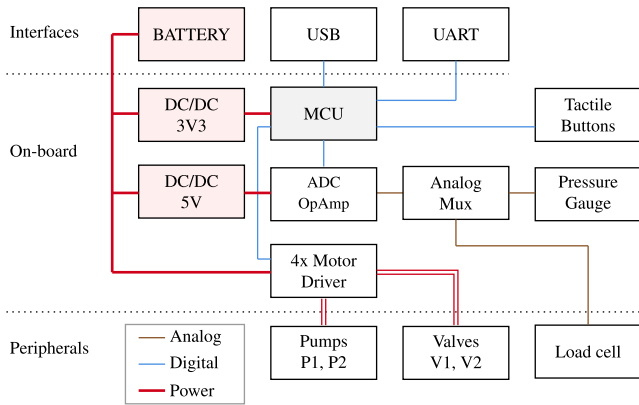 Interfaces
BATTERY
USB
UART
On-board
DC/DC
3V3
MCU
Tactile
Buttons
DC/DC
5V
ADC
OpAmp
Analog
Mux
Pressure
Gauge
4x Motor
Driver
Peripherals
Analog
Digital
Power
Pumps
P1, P2
Valves
V1, V2
Load cell